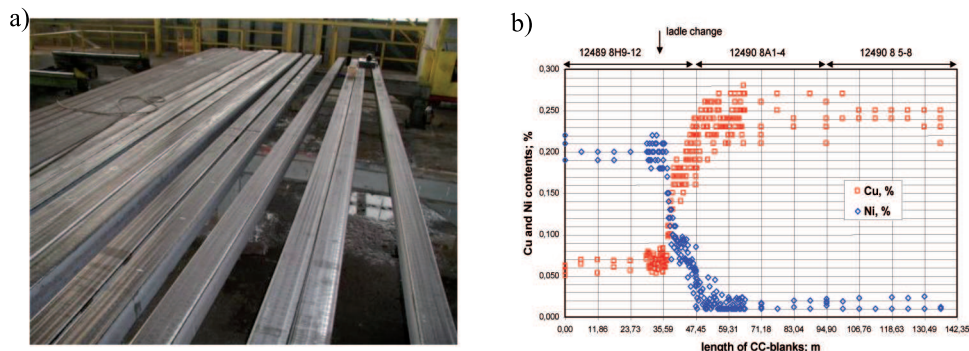 a)
b)
ladle change
12489 8H9-12
12490 8A1-4
12490 8 5-8
Cu and Ni contents; %
0,300
0,250
0,200
0,150
0,100
0,050
0,000
Cu, %
Ni, %
0,00 11,86 23,73 35,59 47,45 59,31 71,18 83,04 94,90 106,76 118,63 130,49 142,35
length of CC-blanks; m